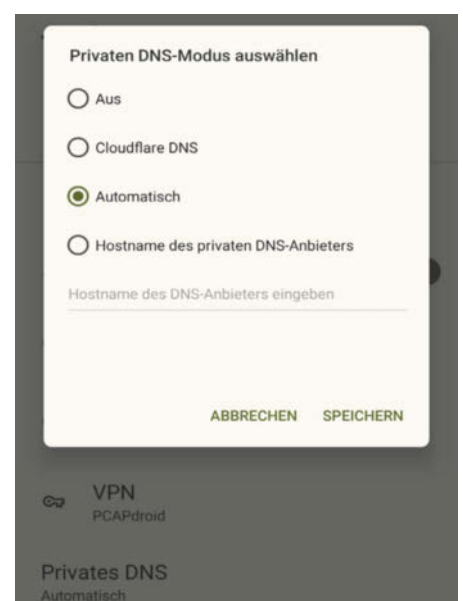 Privaten DNS-Modus auswählen
Aus
Cloudflare DNS
Automatisch
Hostname des privaten DNS-Anbieters
Hostname des DNS-Anbieters eingeben
ABBRECHEN SPEICHERN
VPN
PCAPdroid
Privates DNS
Automatisch